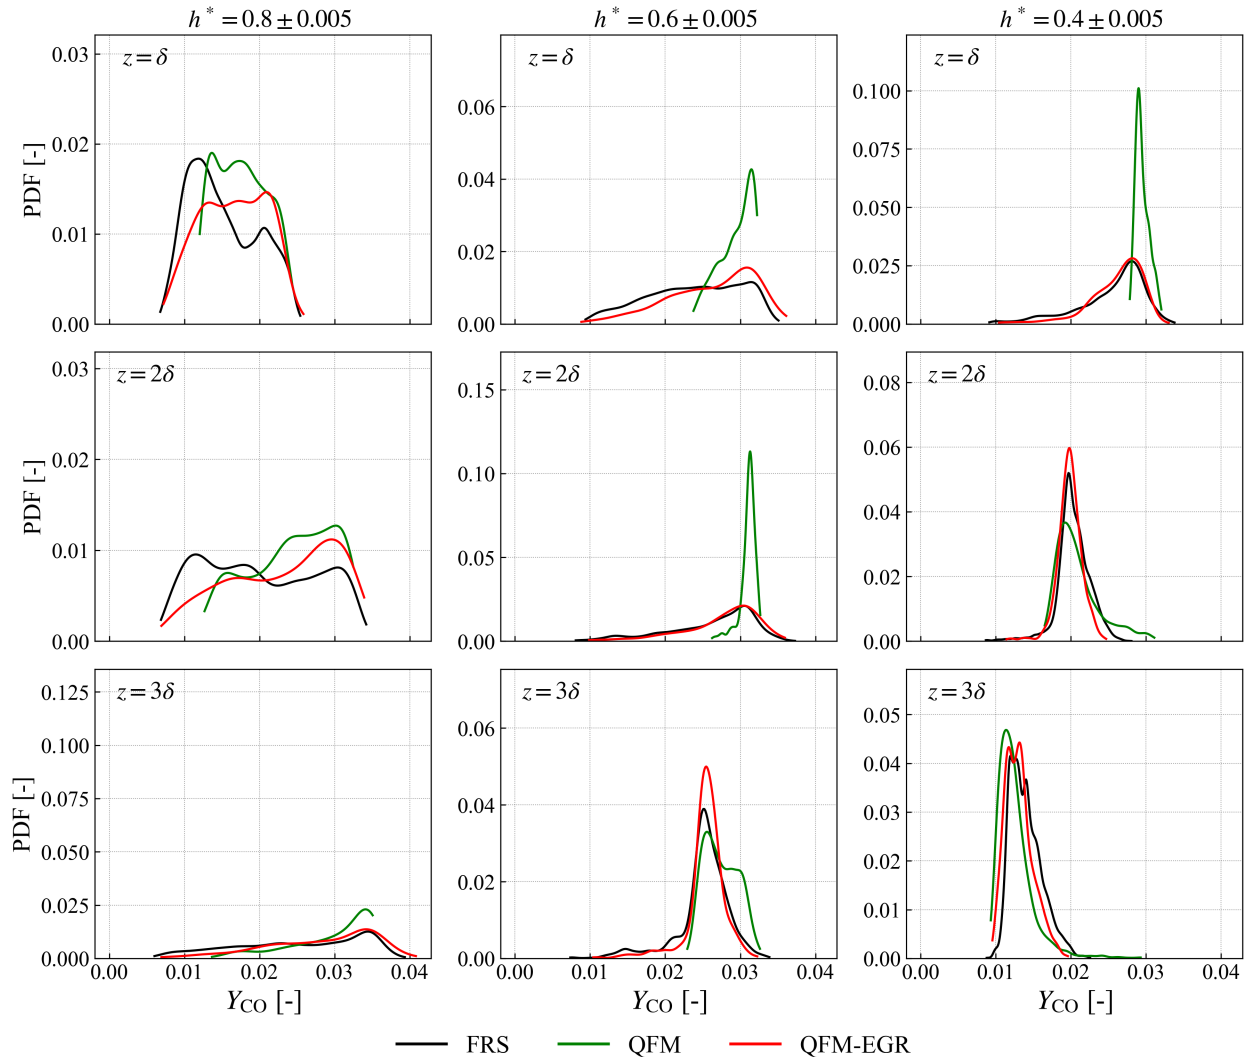 h* = 0.8 ± 0.005
h* = 0.6 ± 0.005
h* = 0.4 ± 0.005
z = δ
z = δ
z = δ
PDF [-]
0.03
0.02
0.01
0.00
0.06
0.04
0.02
0.00
0.100
0.075
0.050
0.025
0.000
z = 2δ
z = 2δ
z = 2δ
PDF [-]
0.03
0.02
0.01
0.00
0.15
0.10
0.05
0.00
0.08
0.06
0.04
0.02
0.00
z = 3δ
z = 3δ
z = 3δ
PDF [-]
0.125
0.100
0.075
0.050
0.025
0.000
0.06
0.04
0.02
0.00
0.05
0.04
0.03
0.02
0.01
0.00
0.00 0.01 0.02 0.03 0.04
0.00 0.01 0.02 0.03 0.04
0.00 0.01 0.02 0.03 0.04
Y_CO [-]
Y_CO [-]
Y_CO [-]
FRS QFM QFM-EGR